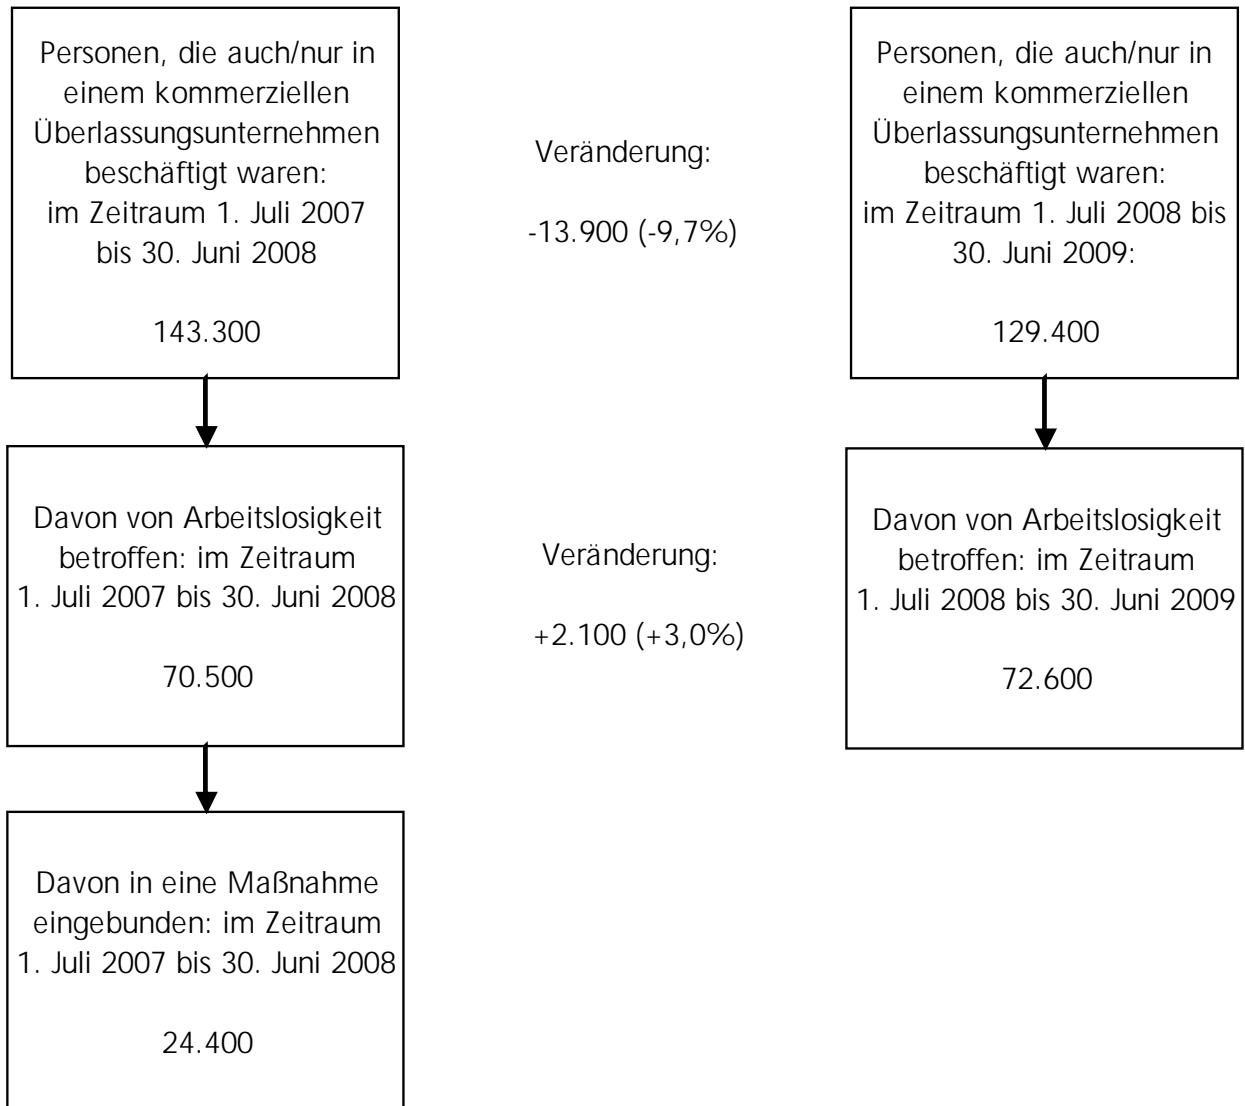 Personen, die auch/nur in
einem kommerziellen
Überlassungsunternehmen
beschäftigt waren:
im Zeitraum 1. Juli 2007
bis 30. Juni 2008
143.300
Veränderung:
-13.900 (-9,7%)
Personen, die auch/nur in
einem kommerziellen
Überlassungsunternehmen
beschäftigt waren:
im Zeitraum 1. Juli 2008 bis
30. Juni 2009:
129.400
Davon von Arbeitslosigkeit
betroffen: im Zeitraum
1. Juli 2007 bis 30. Juni 2008
70.500
Veränderung:
+2.100 (+3,0%)
Davon von Arbeitslosigkeit
betroffen: im Zeitraum
1. Juli 2008 bis 30. Juni 2009
72.600
Davon in eine Maßnahme
eingebunden: im Zeitraum
1. Juli 2007 bis 30. Juni 2008
24.400